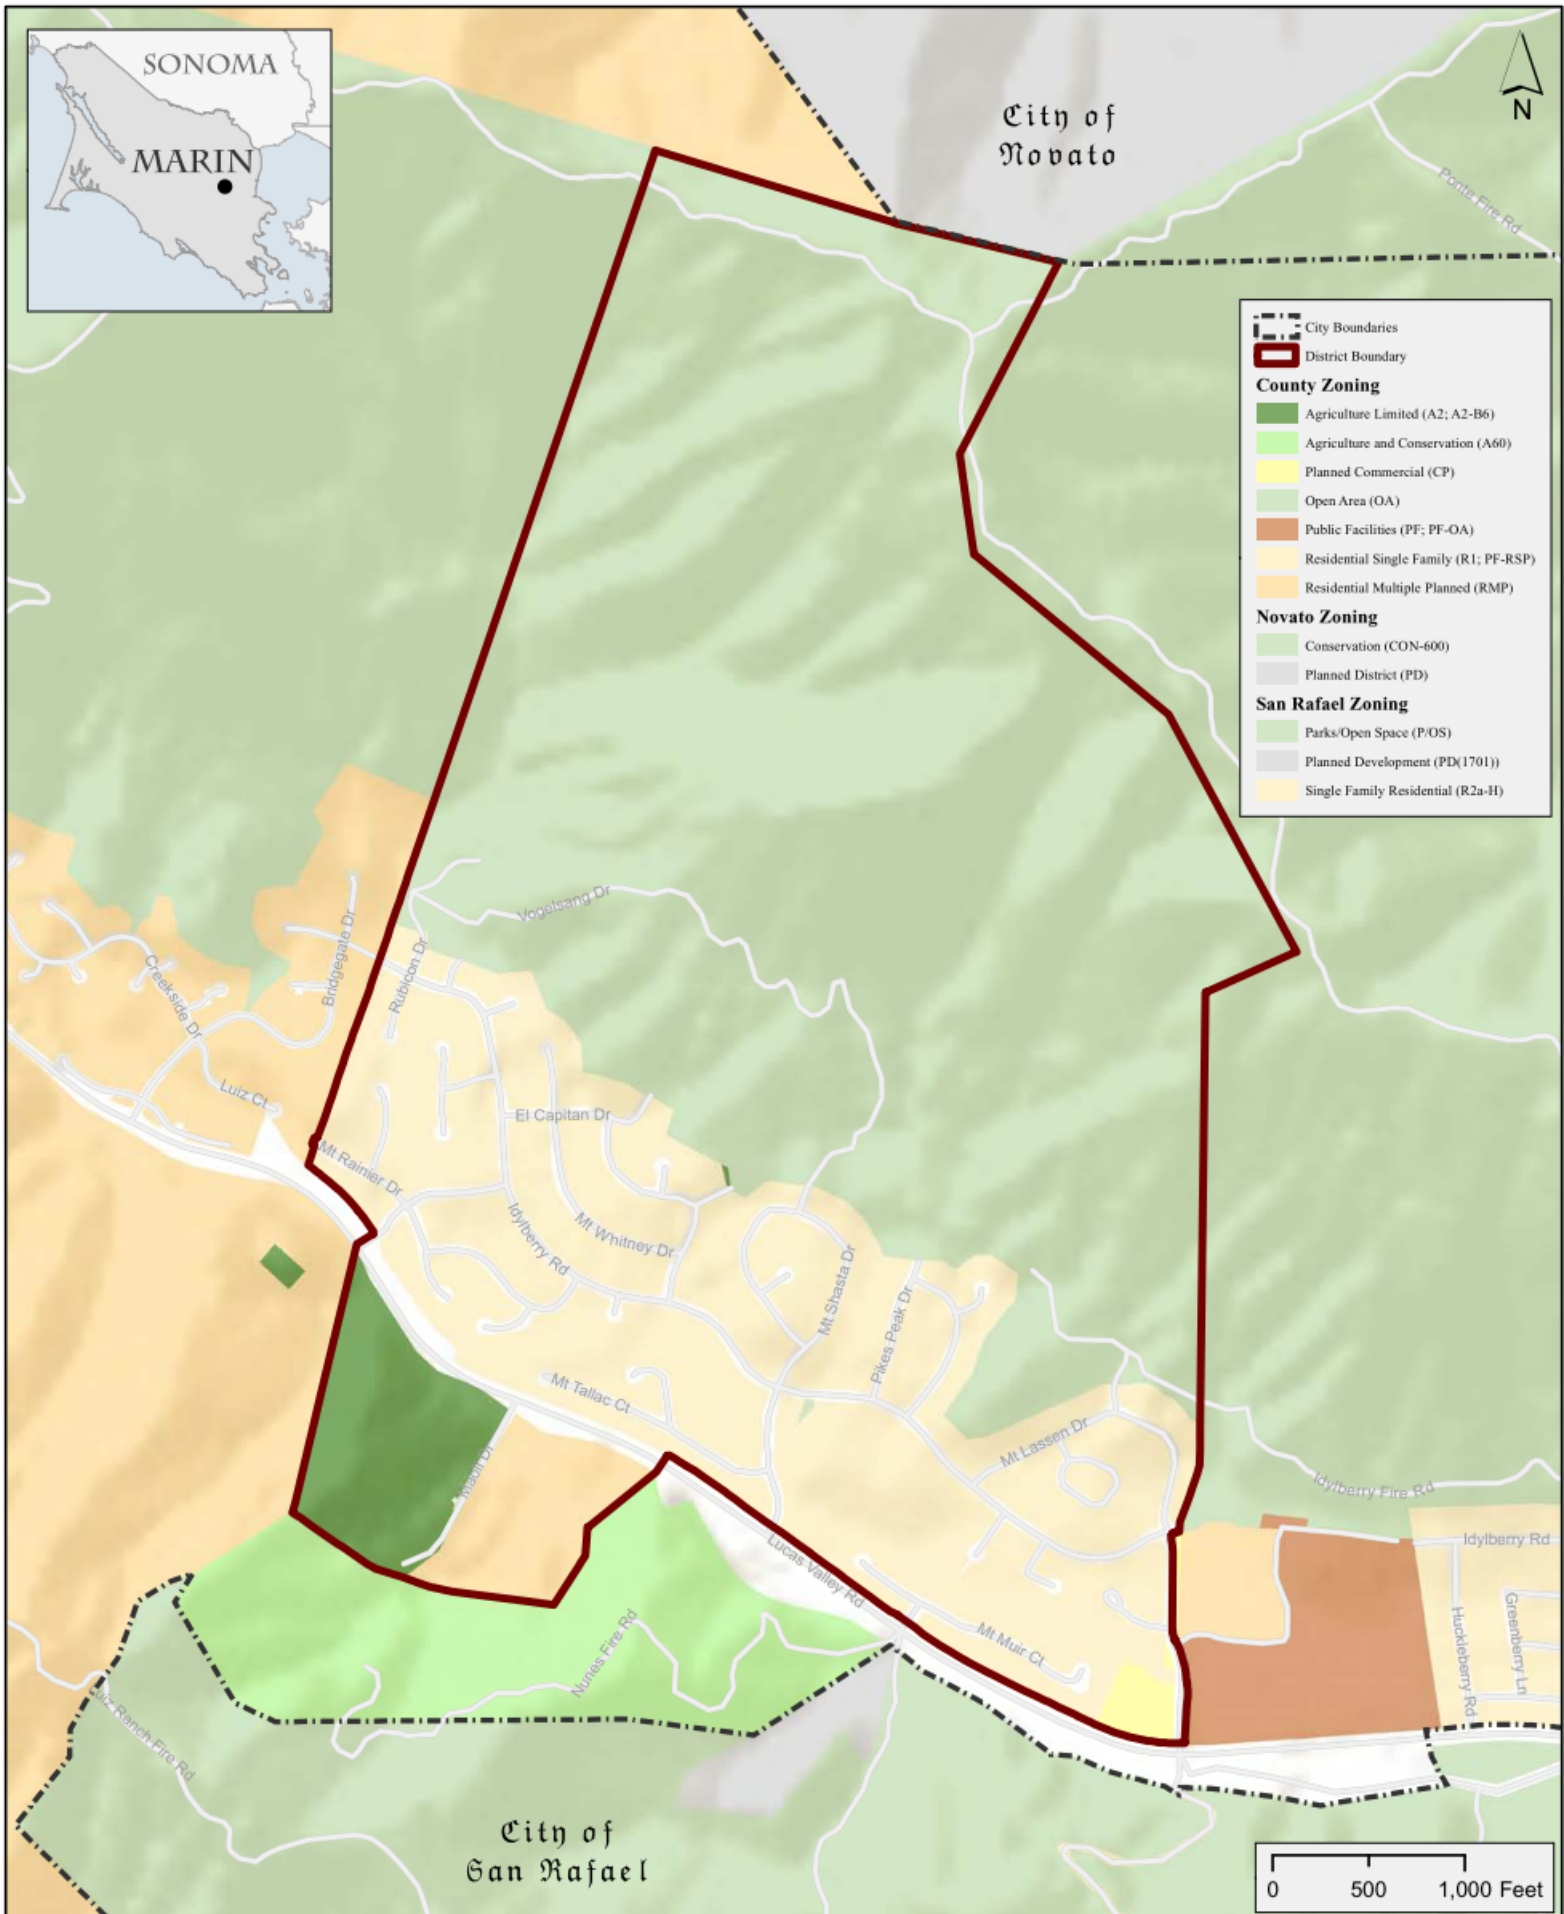 SONOMA
MARIN
City of
Novato
N
Ponte Fire Rd
City Boundaries
District Boundary
County Zoning
Agriculture Limited (A2; A2-B6)
Agriculture and Conservation (A60)
Planned Commercial (CP)
Open Area (OA)
Public Facilities (PF; PF-OA)
Residential Single Family (R1; PF-RSP)
Residential Multiple Planned (RMP)
Novato Zoning
Conservation (CON-600)
Planned District (PD)
San Rafael Zoning
Parks/Open Space (P/OS)
Planned Development (PD(1701))
Single Family Residential (R2a-H)
Vogelsang Dr
Bridgegate Dr
Rubicon Dr
Creekside Dr
Luiz Ct
El Capitan Dr
Mt Rainier Dr
Idylberry Rd
Mt Whitney Dr
Mt Shasta Dr
Pikes Peak Dr
Mt Tallac Ct
Mt Lassen Dr
Idylberry Fire Rd
Idylberry Rd
Lucas Valley Rd
Mt Muir Ct
Nunes Fire Rd
Huckleberry Rd
Greenberry Ln
Luiz Ranch Fire Rd
City of
San Rafael
0 500 1,000 Feet